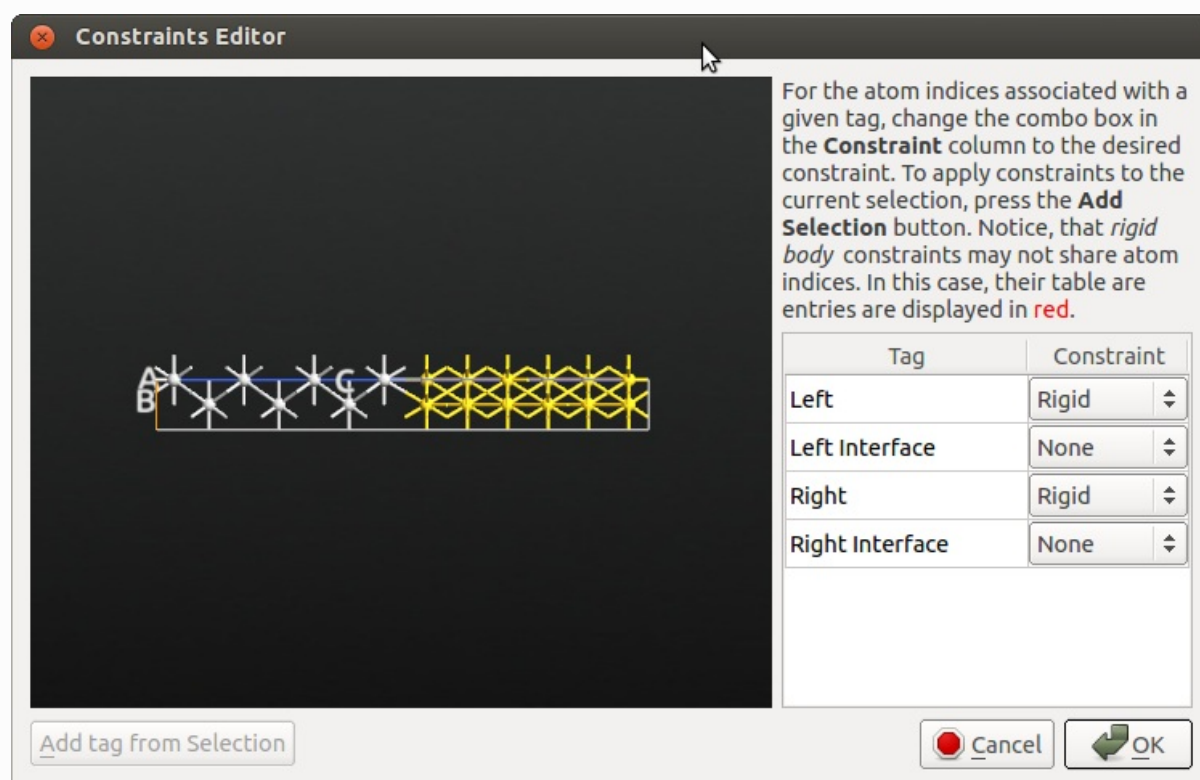 Constraints Editor
For the atom indices associated with a
given tag, change the combo box in
the Constraint column to the desired
constraint. To apply constraints to the
current selection, press the Add
Selection button. Notice, that rigid
body constraints may not share atom
indices. In this case, their table are
entries are displayed in red.
A
B
C
Tag Constraint
Left Rigid
Left Interface None
Right Rigid
Right Interface None
Add tag from Selection
Cancel OK